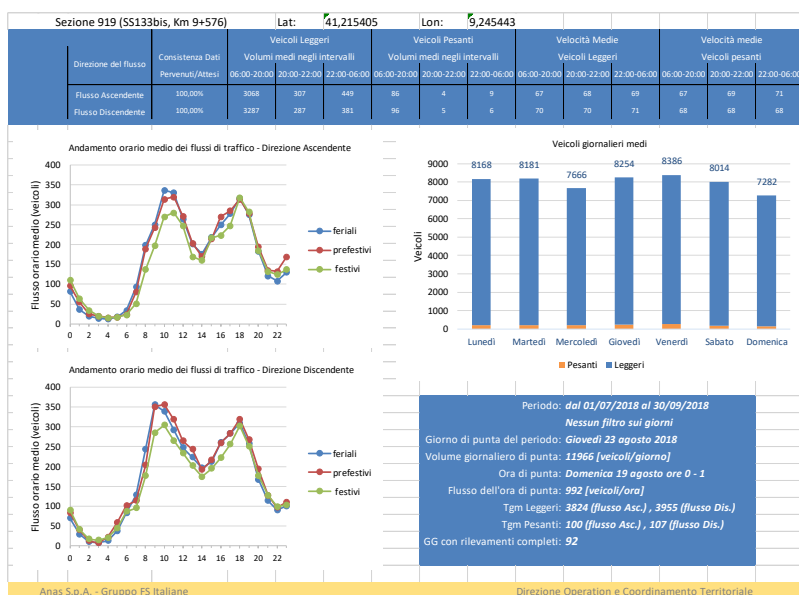 Sezione 919 (SS133bis, Km 9+576) Lat: 41,215405 Lon: 9,245443
Veicoli Leggeri Veicoli Pesanti Velocità Medie Velocità medie
Direzione del flusso Consistenza Dati Volumi medi negli intervalli Volumi medi negli intervalli Veicoli Leggeri Veicoli pesanti
Pervenuti/Attesi 06:00-20:00 20:00-22:00 22:00-06:00 06:00-20:00 20:00-22:00 22:00-06:00 06:00-20:00 20:00-22:00 22:00-06:00 06:00-20:00 20:00-22:00 22:00-06:00
Flusso Ascendente 100,00% 3068 307 449 86 4 9 67 68 69 67 69 71
Flusso Discendente 100,00% 3287 287 381 96 5 6 70 70 71 68 68 68
Andamento orario medio dei flussi di traffico - Direzione Ascendente
Flusso orario medio (veicoli)
400
350
300
250
200
150
100
50
0
0 2 4 6 8 10 12 14 16 18 20 22
feriali
prefestivi
festivi
Veicoli giornalieri medi
Veicoli
9000
8000
7000
6000
5000
4000
3000
2000
1000
0
8168 8181 7666 8254 8386 8014 7282
Lunedì Martedì Mercoledì Giovedì Venerdì Sabato Domenica
Pesanti Leggeri
Andamento orario medio dei flussi di traffico - Direzione Discendente
Flusso orario medio (veicoli)
400
350
300
250
200
150
100
50
0
0 2 4 6 8 10 12 14 16 18 20 22
feriali
prefestivi
festivi
Periodo: dal 01/07/2018 al 30/09/2018
Nessun filtro sui giorni
Giorno di punta del periodo: Giovedì 23 agosto 2018
Volume giornaliero di punta: 11966 [veicoli/giorno]
Ora di punta: Domenica 19 agosto ore 0 - 1
Flusso dell'ora di punta: 992 [veicoli/ora]
Tgm Leggeri: 3824 (flusso Asc.) , 3955 (flusso Dis.)
Tgm Pesanti: 100 (flusso Asc.) , 107 (flusso Dis.)
GG con rilevamenti completi: 92
Anas S.p.A. - Gruppo FS Italiane Direzione Operation e Coordinamento Territoriale